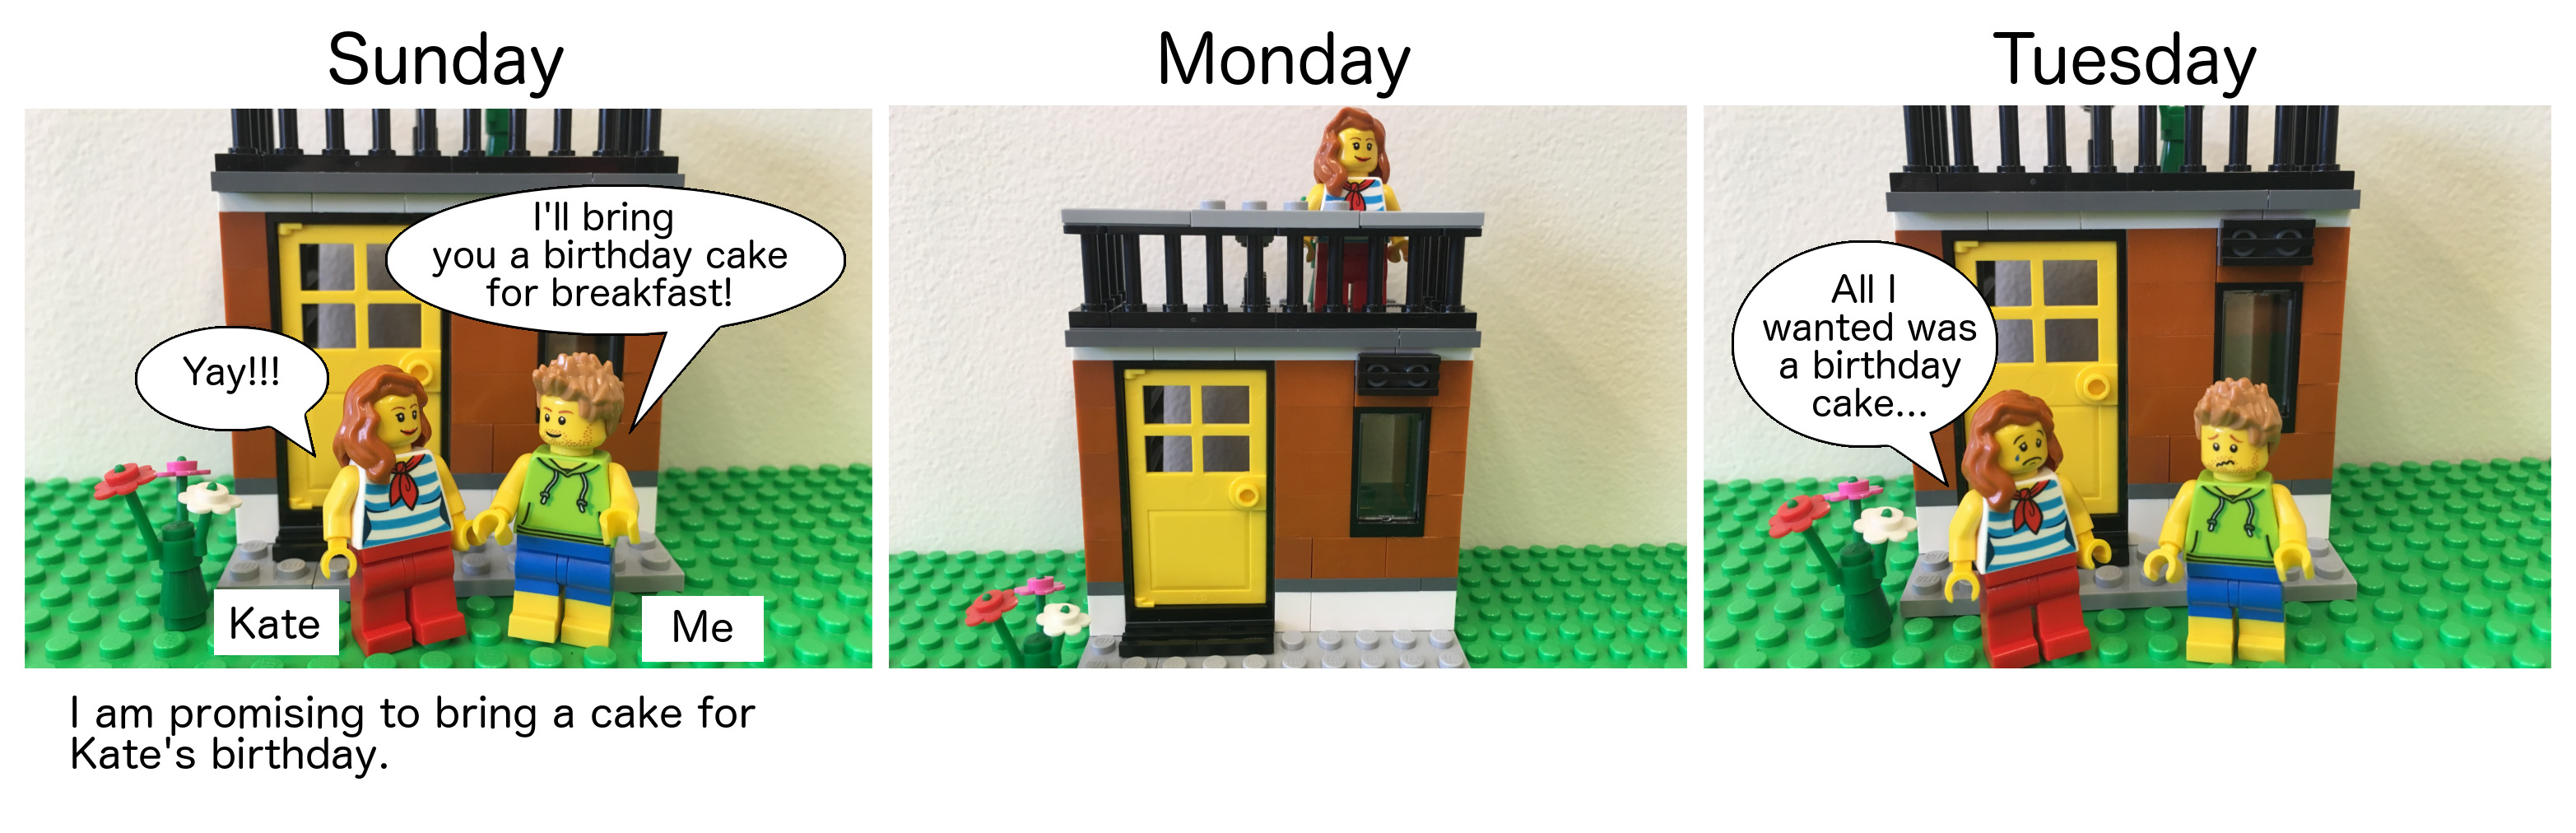 Sunday
Monday
Tuesday
I'll bring
you a birthday cake
for breakfast!
Yay!!!
Kate
Me
All I
wanted was
a birthday
cake...
I am promising to bring a cake for
Kate's birthday.